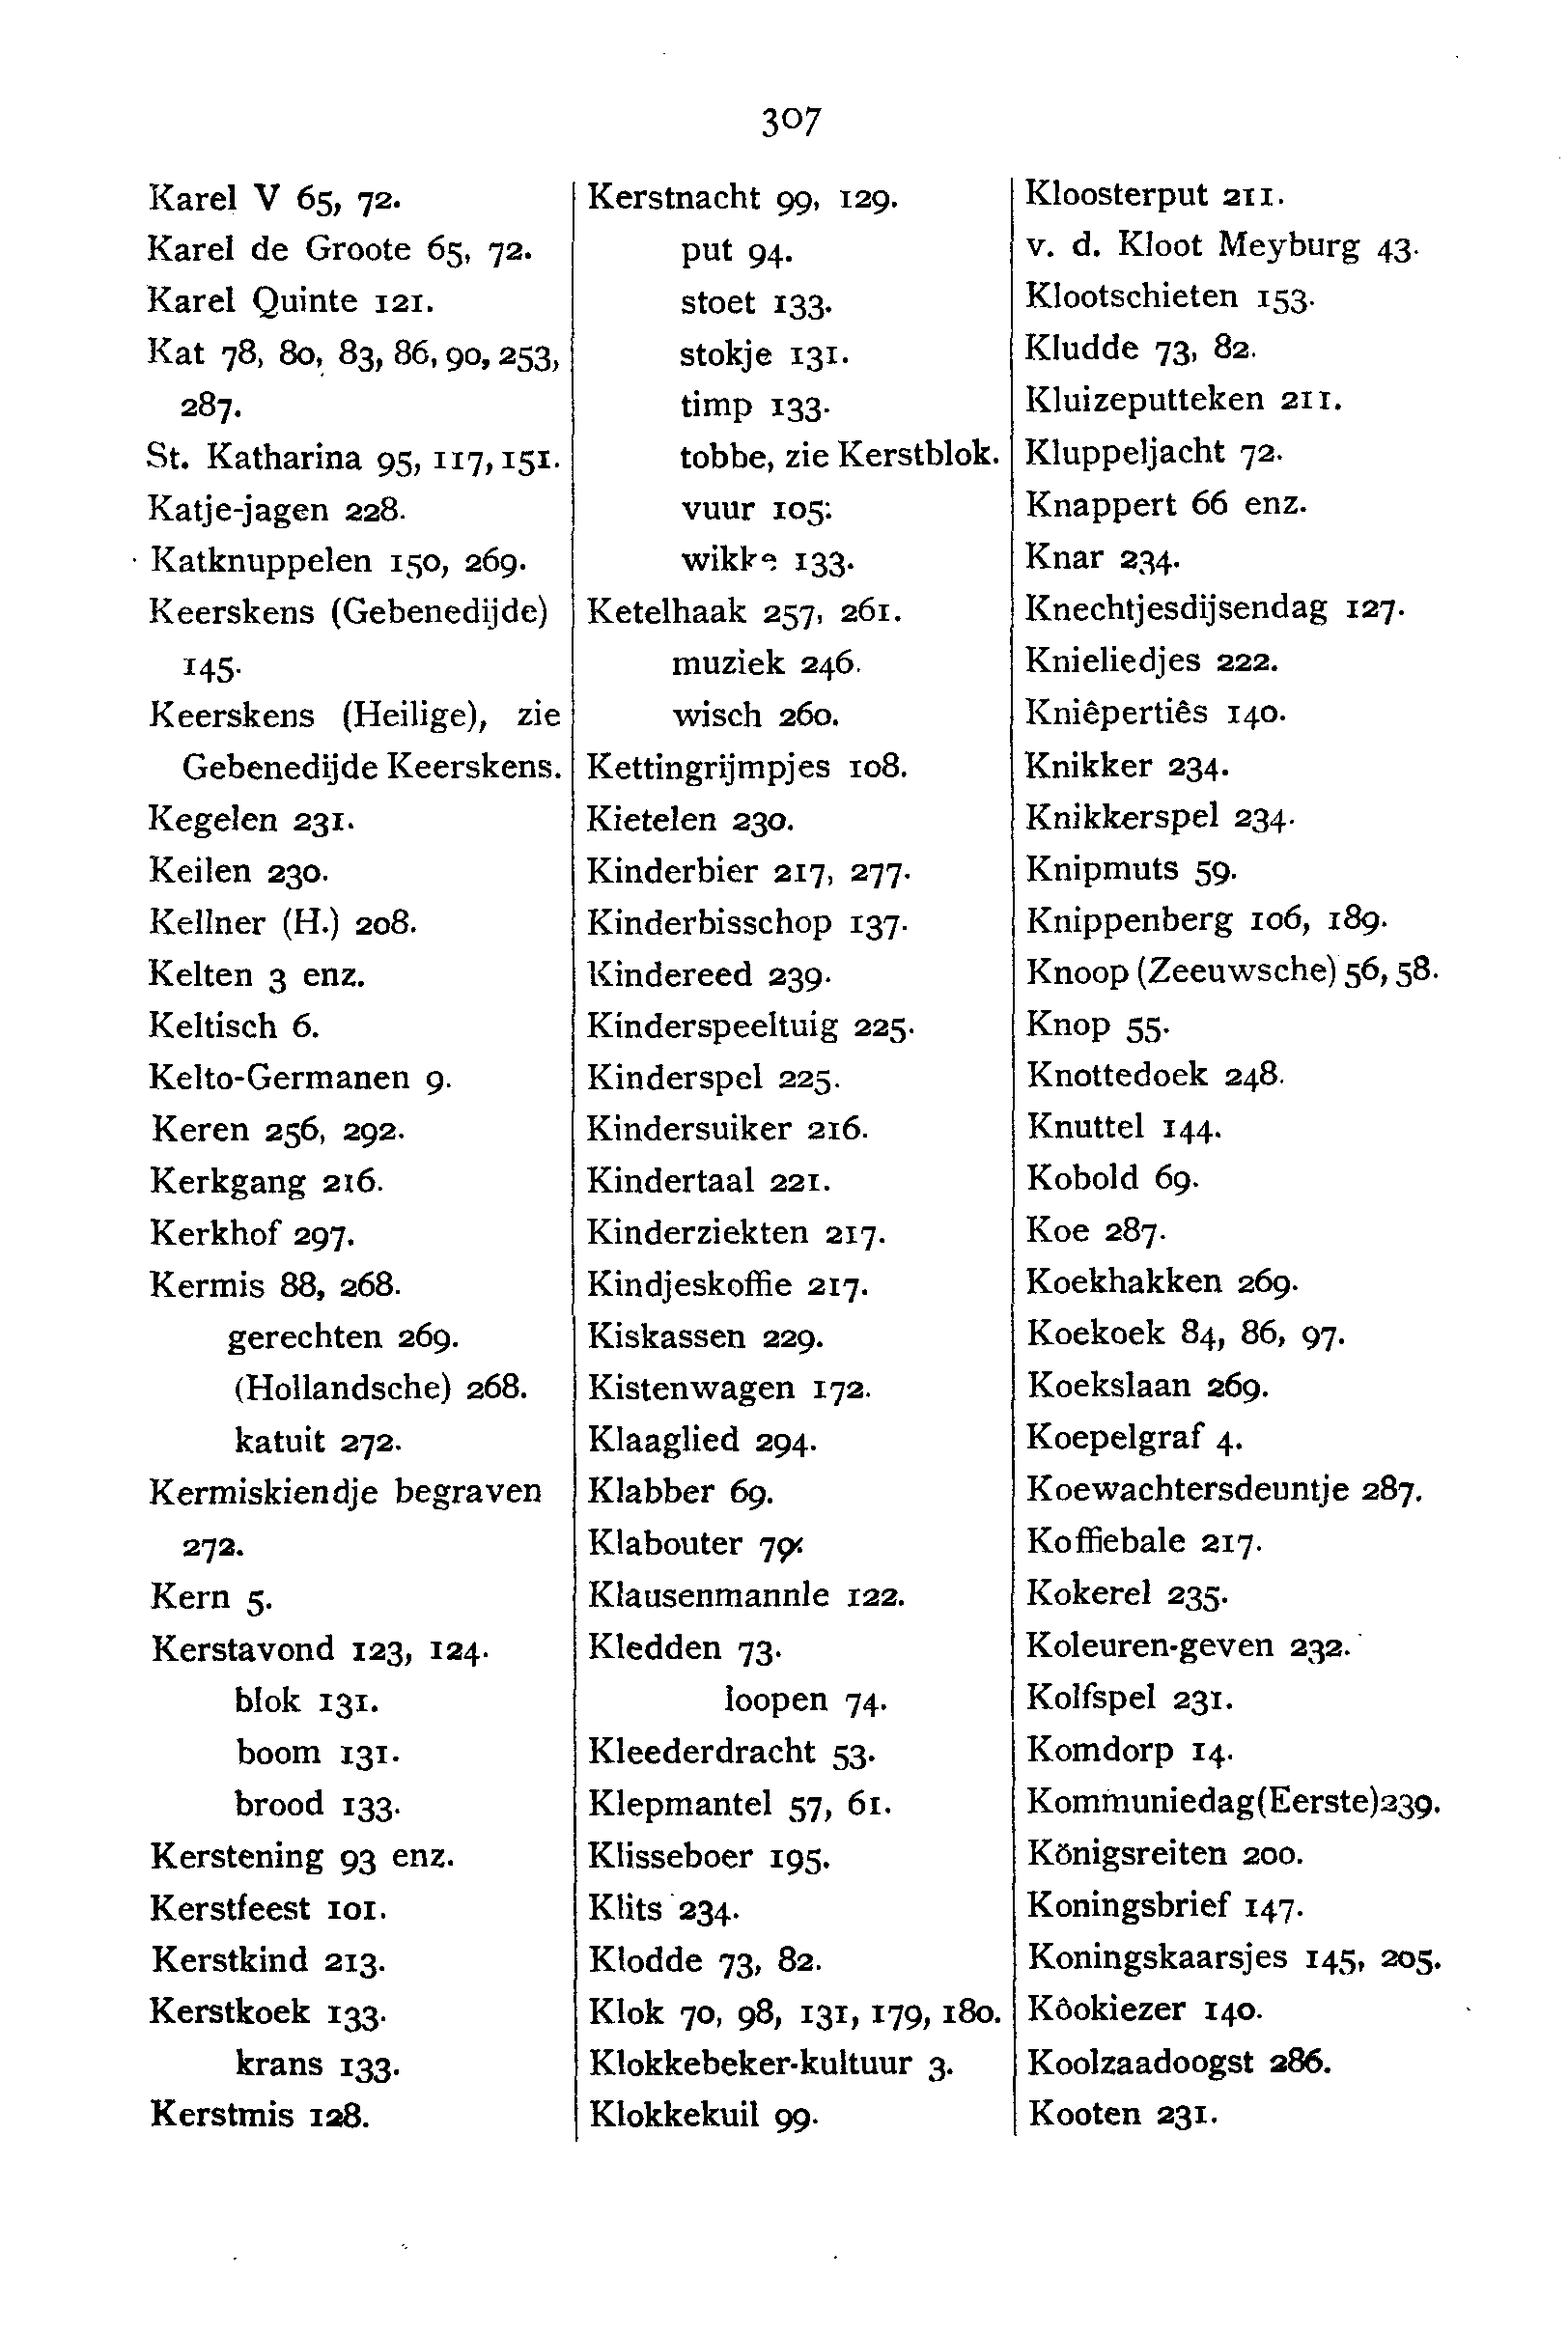 307
Karel V 65, 72.
Karel de Groote 65, 72.
Karel Quinte 121.
Kat 78, 80, 83, 86, 90, 253,
287.
St. Katharina 95, 117, 151.
Katje-jagen 228.
Katknuppelen 150, 269.
Keerskens (Gebenedijde)
145.
Keerskens (Heilige), zie
Gebenedijde Keerskens.
Kegelen 231.
Keilen 230.
Kellner (H.) 208.
Kelten 3 enz.
Keltisch 6.
Kelto-Germanen 9.
Keren 256, 292.
Kerkgang 216.
Kerkhof 297.
Kermis 88, 268.
gerechten 269.
(Hollandsche) 268.
katuit 272.
Kermiskiendje begraven
272.
Kern 5.
Kerstavond 123, 124.
blok 131.
boom 131.
brood 133.
Kerstening 93 enz.
Kerstfeest 101.
Kerstkind 213.
Kerstkoek 133.
krans 133.
Kerstmis 128.
Kerstnacht 99, 129.
put 94.
stoet 133.
stokje 131.
timp 133.
tobbe, zie Kerstblok.
vuur 105.
wikke 133.
Ketelhaak 257, 261.
muziek 246.
wisch 260.
Kettingrijmpjes 108.
Kietelen 230.
Kinderbier 217, 277.
Kinderbisschop 137.
Kindereed 239.
Kinderspeeltuig 225.
Kinderspel 225.
Kindersuiker 216.
Kindertaal 221.
Kinderziekten 217.
Kindjeskoffie 217.
Kiskassen 229.
Kistenwagen 172.
Klaaglied 294.
Klabber 69.
Klabouter
Klausenmannle 122.
Kledden 73.
loopen 74.
Kleederdracht 53.
Klepmantel 57, 61.
Klisseboer 195.
Klits 234.
Klodde 73, 82.
Klok 70, 98, 131, 179, 180.
Klokkebeker-kultuur 3.
Klokkekuil 99.
Kloosterput 211.
v. d. Kloot Meyburg 43.
Klootschieten 153.
Kludde 73, 82.
Kluizeputteken 211.
Kluppeljacht 72.
Knappert 66 enz.
Knar 234.
Knechtjesdijsendag 127.
Knieliedjes 222.
Kniêpertiês 140.
Knikker 234.
Knikkerspel 234.
Knipmuts 59.
Knippenberg 106, 189.
Knoop (Zeeuwsche) 56, 58.
Knop 55.
Knottedoek 248.
Knuttel 144.
Kobold 69.
Koe 287.
Koekhakken 269.
Koekoek 84, 86, 97.
Koekslaan 269.
Koepelgraf 4.
Koewachtersdeuntje 287.
Koffiebale 217.
Kokerel 235.
Koleuren-geven 232.
Kolfspel 231.
Komdorp 14.
Kommuniedag(Eerste)239.
Königsreiten 200.
Koningsbrief 147.
Koningskaarsjes 145, 205.
Kôokiezer 140.
Koolzaadoogst 286.
Kooten 231.